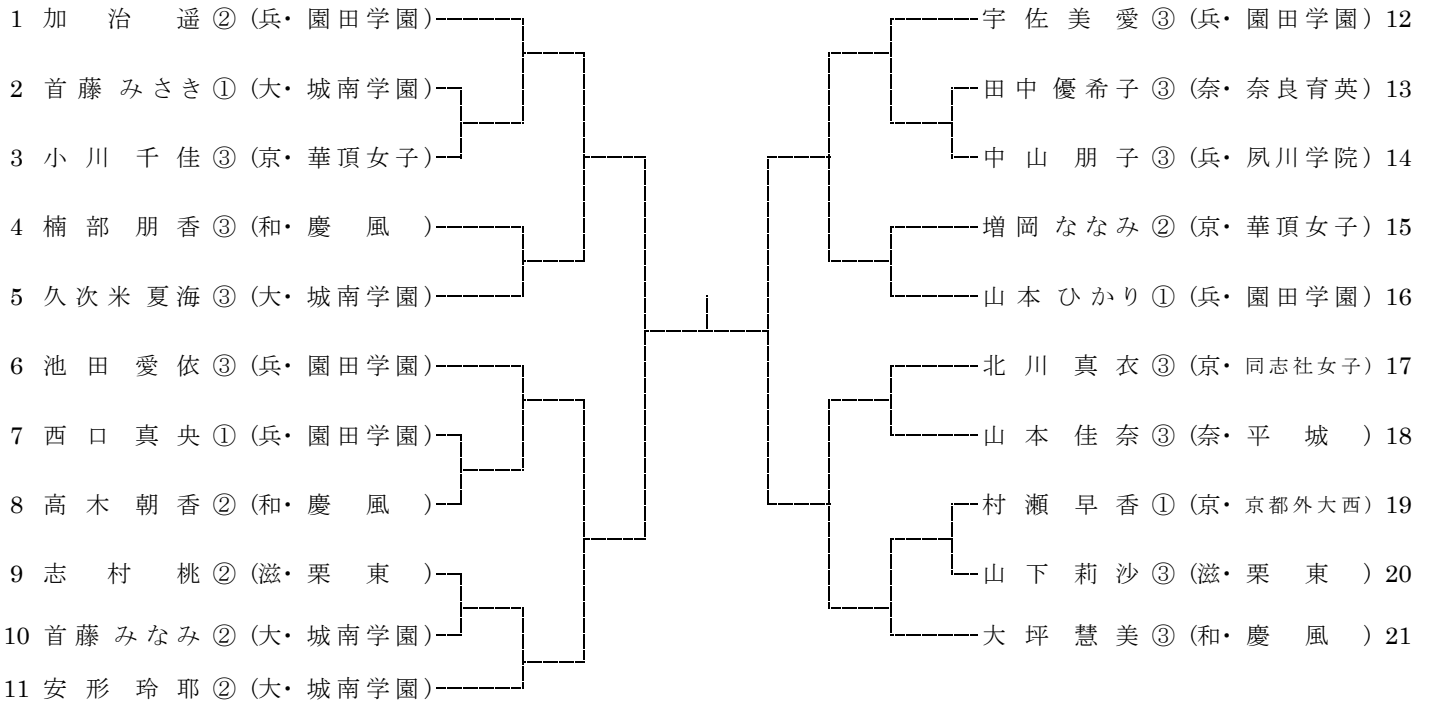 1 加治遥② (兵・園田学園)
2 首藤みさき① (大・城南学園)
3 小川千佳③ (京・華頂女子)
4 楠部朋香③ (和・慶風)
5 久次米夏海③ (大・城南学園)
6 池田愛依③ (兵・園田学園)
7 西口真央① (兵・園田学園)
8 高木朝香② (和・慶風)
9 志村桃② (滋・栗東)
10 首藤みなみ② (大・城南学園)
11 安形玲耶② (大・城南学園)
宇佐美愛③ (兵・園田学園) 12
田中優希子③ (奈・奈良育英) 13
中山朋子③ (兵・夙川学院) 14
増岡ななみ② (京・華頂女子) 15
山本ひかり① (兵・園田学園) 16
北川真衣③ (京・同志社女子) 17
山本佳奈③ (奈・平城) 18
村瀬早香① (京・京都外大西) 19
山下莉沙③ (滋・栗東) 20
大坪慧美③ (和・慶風) 21